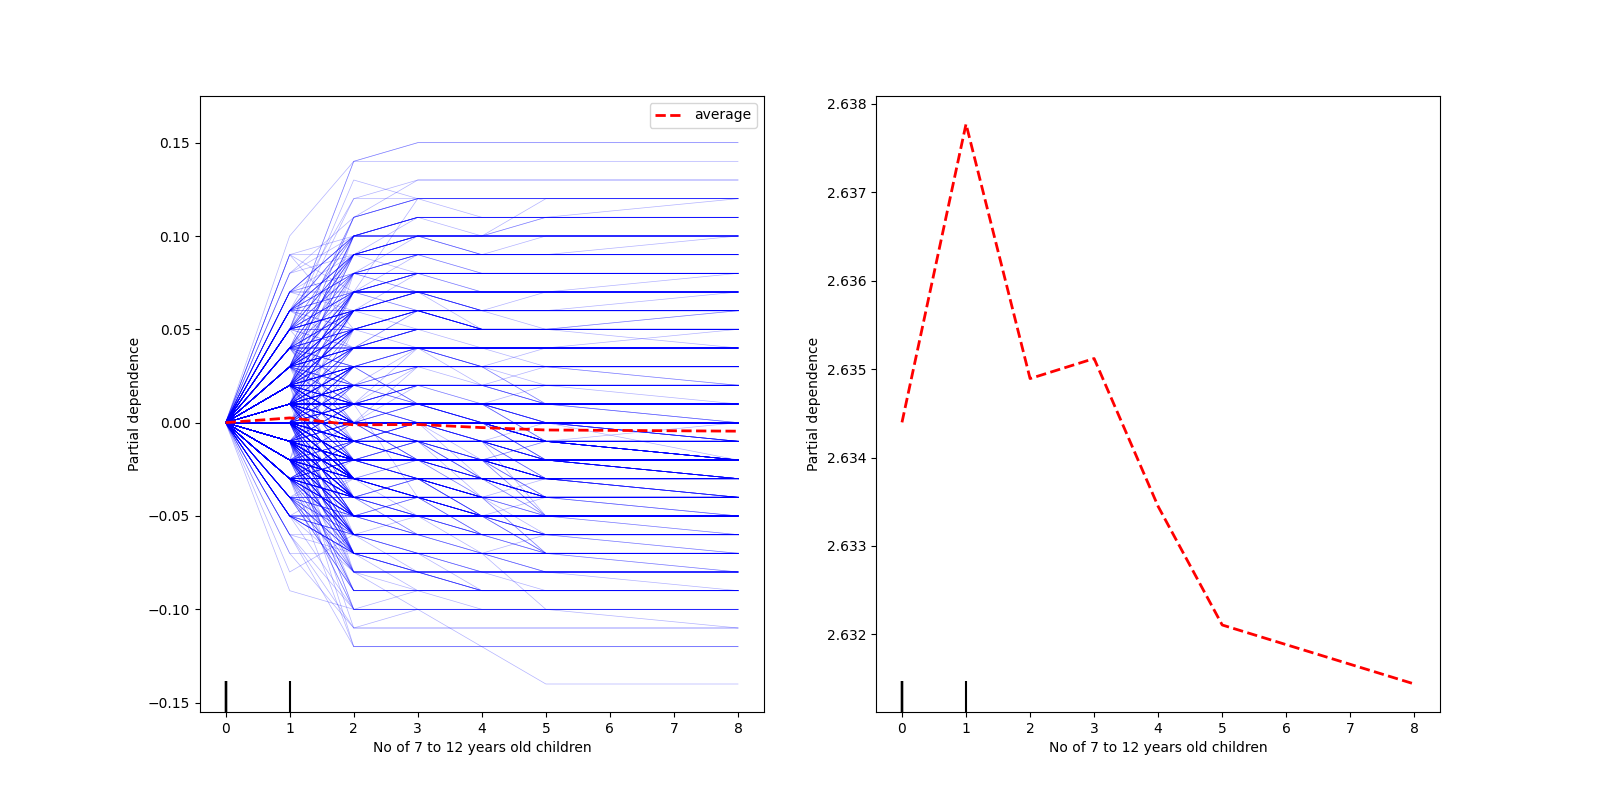 average
0.15
0.10
0.05
0.00
−0.05
−0.10
−0.15
Partial dependence
0 1 2 3 4 5 6 7 8
No of 7 to 12 years old children
2.638
2.637
2.636
2.635
2.634
2.633
2.632
Partial dependence
0 1 2 3 4 5 6 7 8
No of 7 to 12 years old children